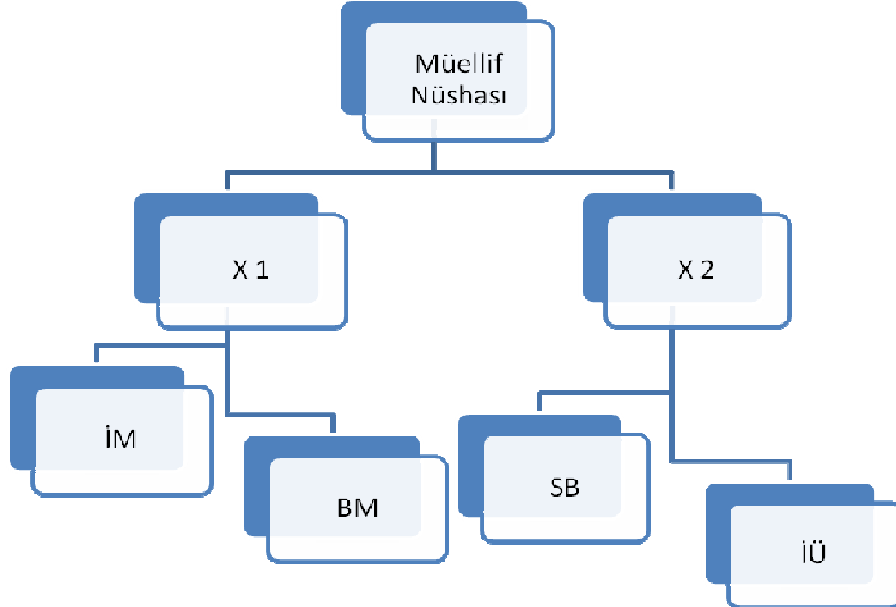 Müellif
Nüshası
X 1
X 2
İM
BM
SB
İÜ